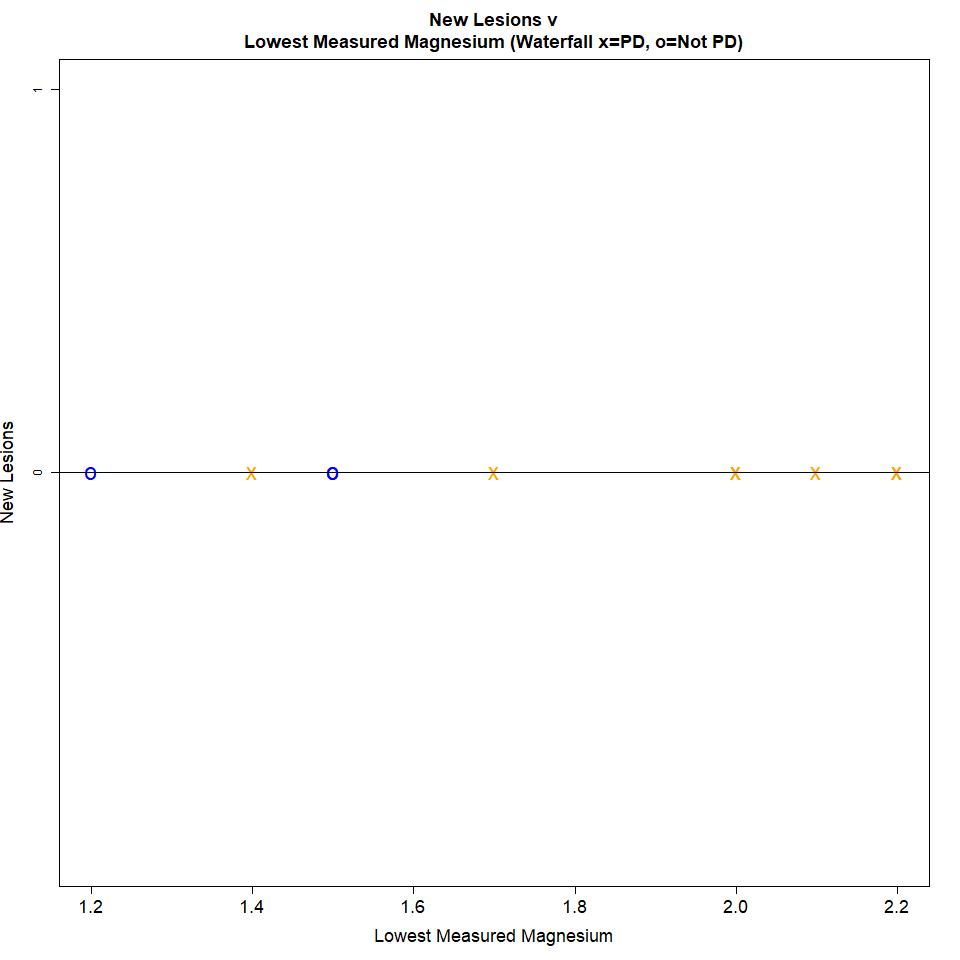 New Lesions v
Lowest Measured Magnesium (Waterfall x=PD, o=Not PD)
1
0
New Lesions
o x o x x x x
1.2 1.4 1.6 1.8 2.0 2.2
Lowest Measured Magnesium